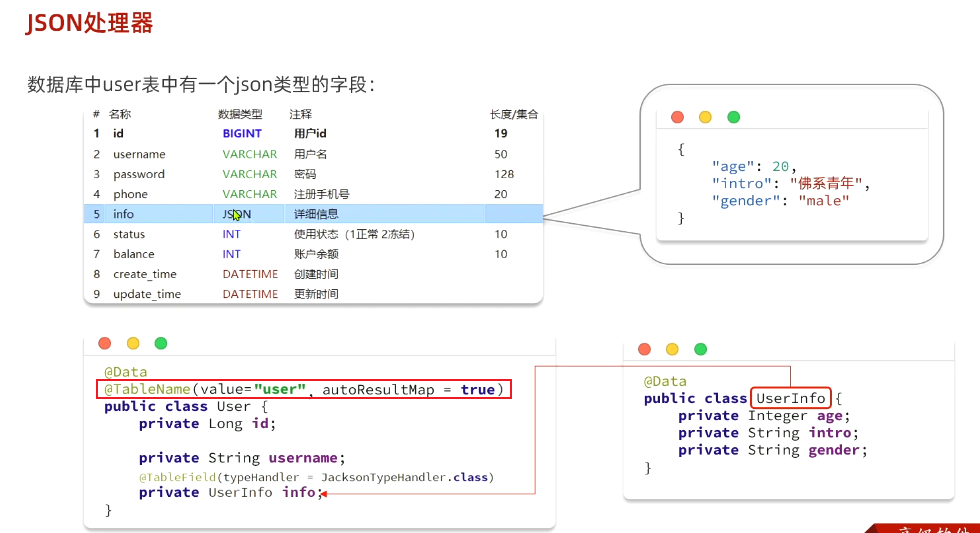 JSON处理器
数据库中user表中有一个json类型的字段：
# 名称 数据类型 注释 长度/集合
1 id BIGINT 用户id 19
2 username VARCHAR 用户名 50
3 password VARCHAR 密码 128
4 phone VARCHAR 注册手机号 20
5 info JSON 详细信息
6 status INT 使用状态（1正常 2冻结） 10
7 balance INT 账户余额 10
8 create_time DATETIME 创建时间
9 update_time DATETIME 更新时间
{
"age": 20,
"intro": "佛系青年",
"gender": "male"
}
@Data
@TableName(value="user", autoResultMap = true)
public class User {
private Long id;
private String username;
@TableField(typeHandler = JacksonTypeHandler.class)
private UserInfo info;
}
@Data
public class UserInfo {
private Integer age;
private String intro;
private String gender;
}